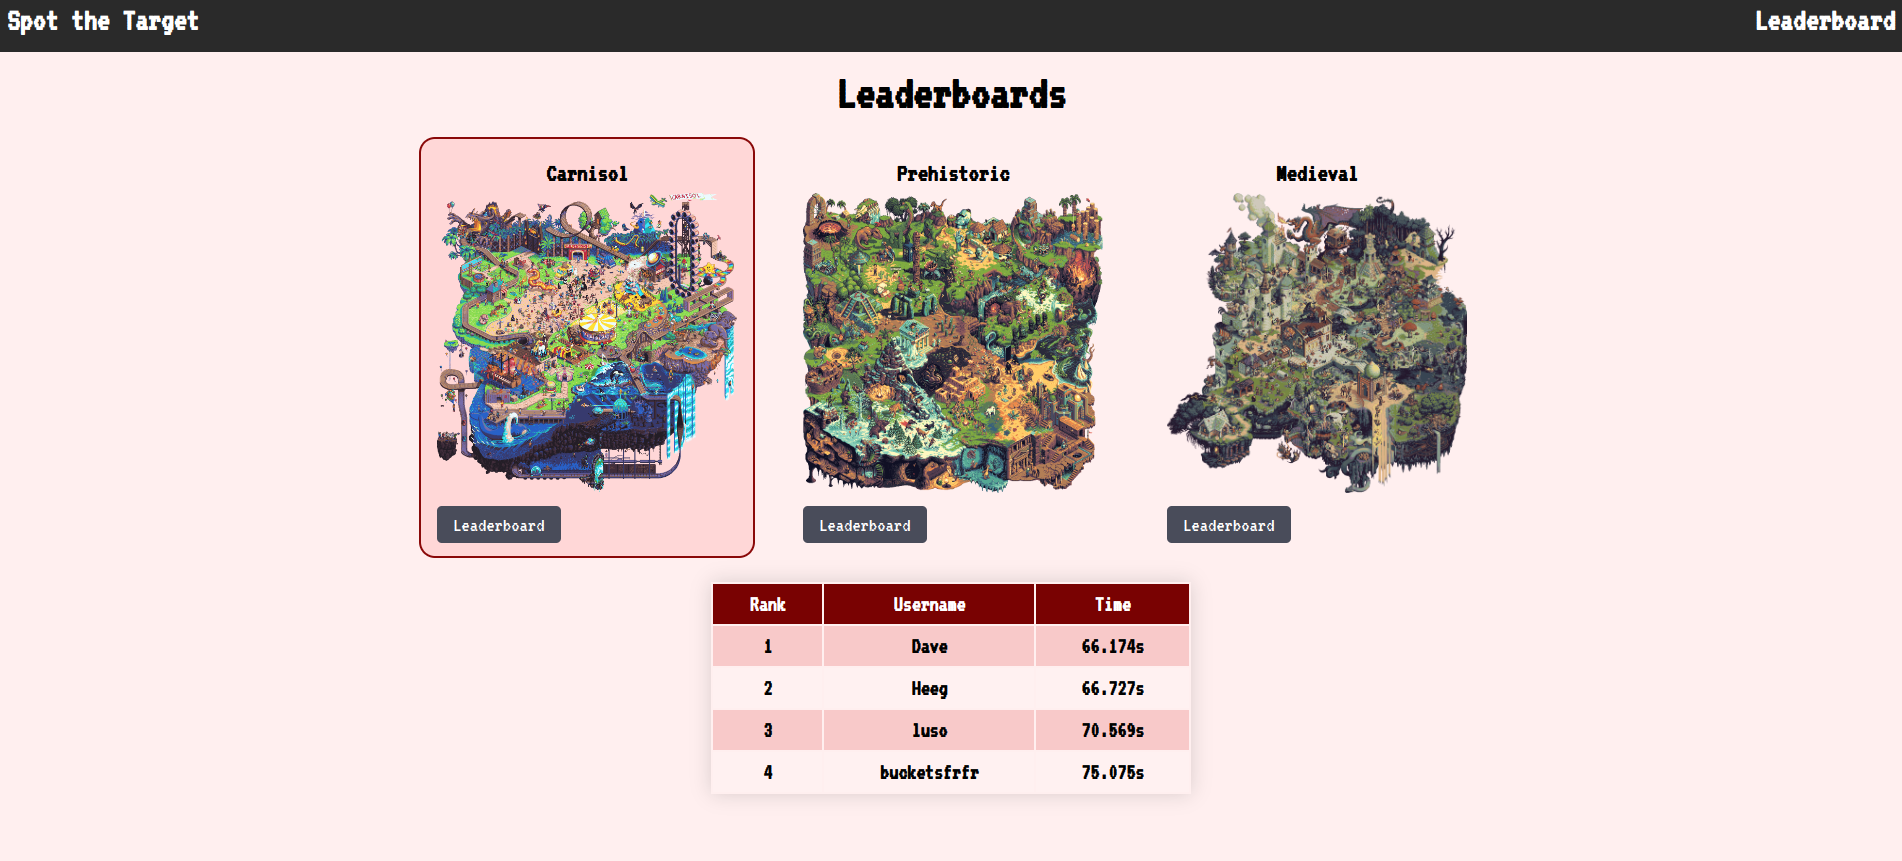 Spot the Target
Leaderboard
Leaderboards
Carnisol
Prehistoric
Medieval
Leaderboard
Leaderboard
Leaderboard
Rank Username Time
1 Dave 66.174s
2 Heeg 66.727s
3 luso 70.569s
4 bucketsfrfr 75.075s